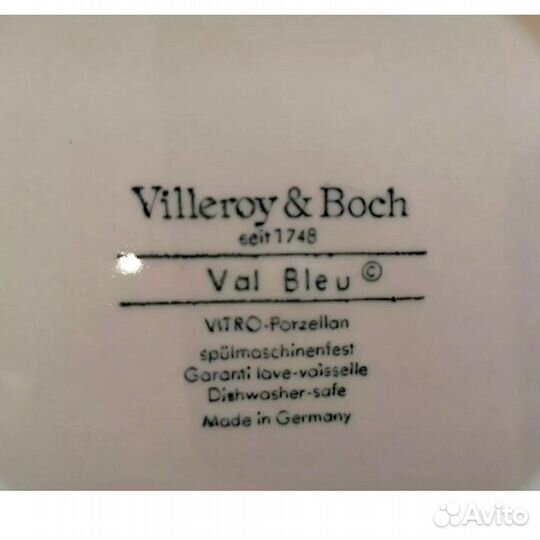 Villeroy & Boch
seit 1748
Val Bleu ©
VITRO-Porzellan
spülmaschinenfest
Garanti lave-vaisselle
Dishwasher-safe
Made in Germany
Avito